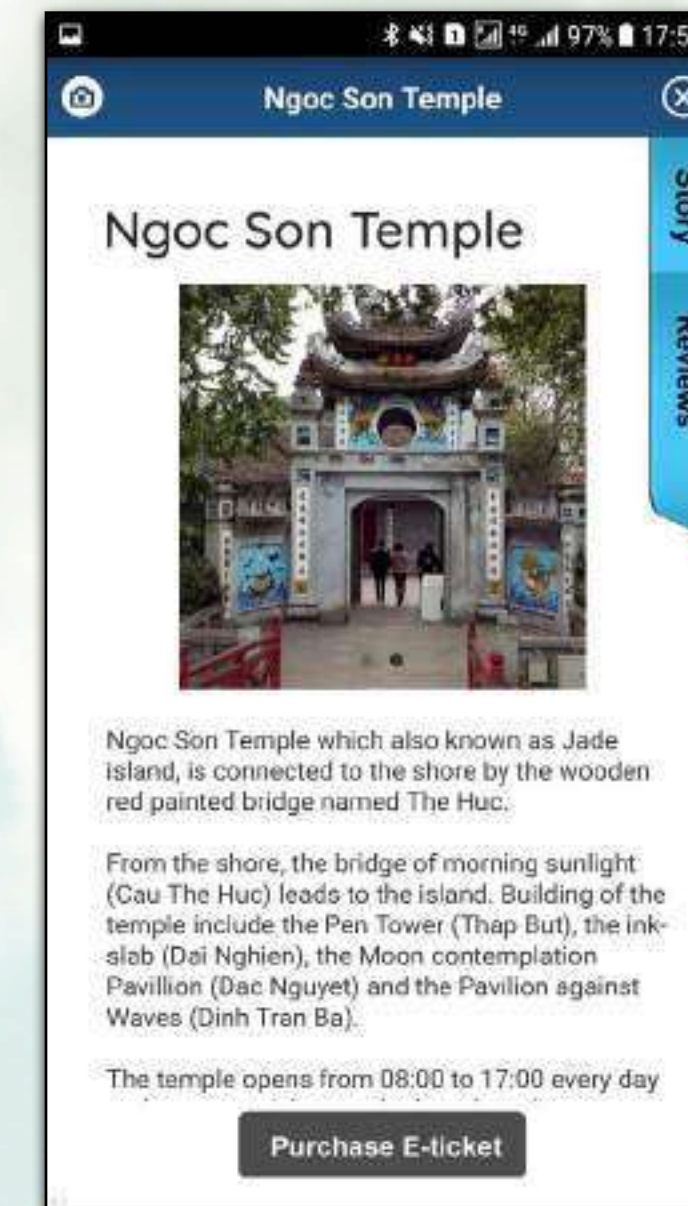 4G 97% 17:5
Ngoc Son Temple
Story
Reviews
Ngoc Son Temple
Ngoc Son Temple which also known as Jade
island, is connected to the shore by the wooden
red painted bridge named The Huc.
From the shore, the bridge of morning sunlight
(Cau The Huc) leads to the island. Building of the
temple include the Pen Tower (Thap But), the ink-
slab (Dai Nghien), the Moon contemplation
Pavillion (Dac Nguyet) and the Pavilion against
Waves (Dinh Tran Ba).
The temple opens from 08:00 to 17:00 every day
Purchase E-ticket